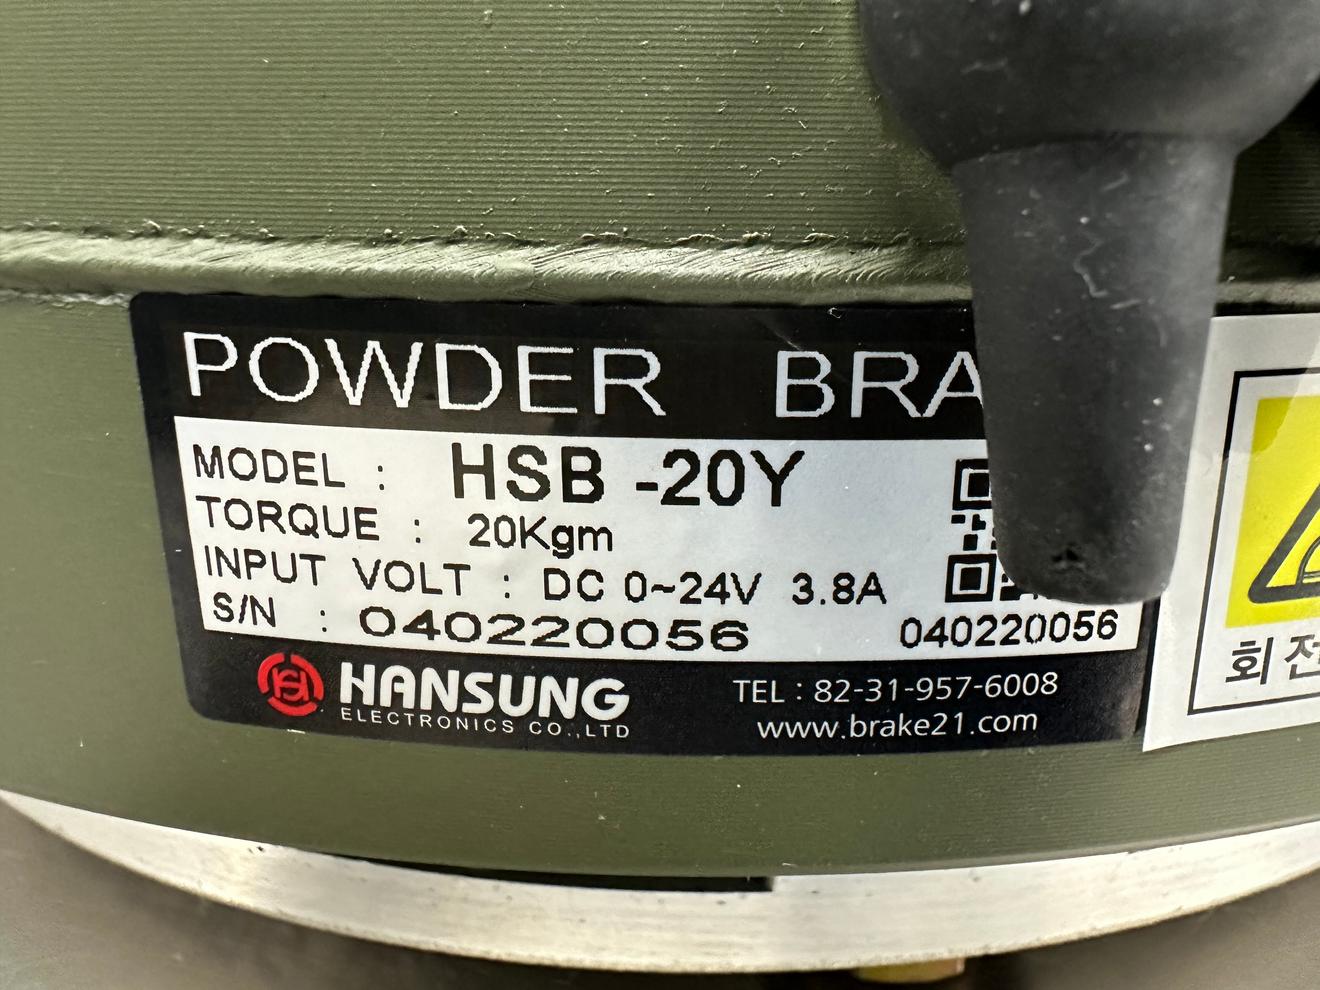 POWDER BRA
MODEL : HSB -20Y
TORQUE : 20Kgm
INPUT VOLT : DC 0~24V 3.8A
S/N : 040220056
040220056
HANSUNG
ELECTRONICS CO.,LTD
TEL : 82-31-957-6008
www.brake21.com
회전